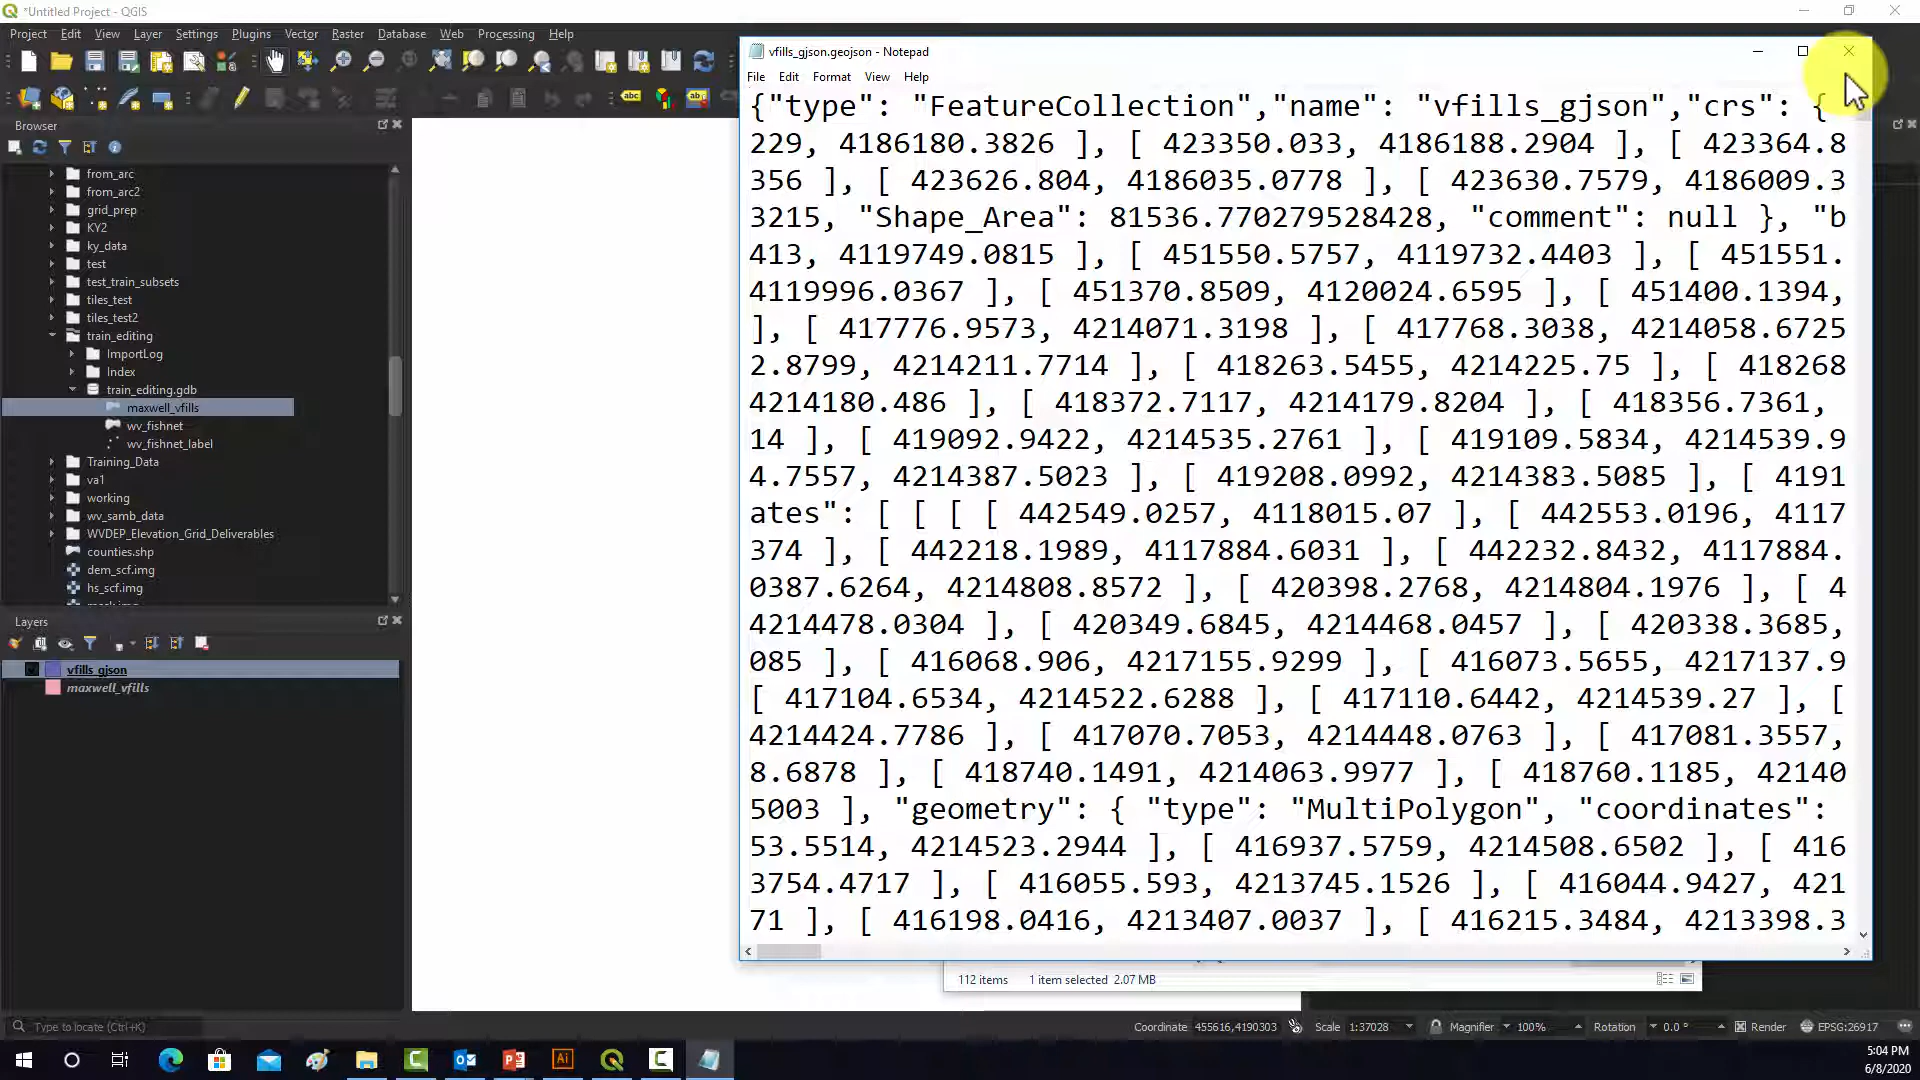 *Untitled Project - QGIS
Project Edit View Layer Settings Plugins Vector Raster Database Web Processing Help
vfills_gjson.geojson - Notepad
File Edit Format View Help
abc
Browser
from_arc
from_arc2
grid_prep
KY2
ky_data
test
test_train_subsets
tiles_test
tiles_test2
train_editing
ImportLog
Index
train_editing.gdb
maxwell_vfills
wv_fishnet
wv_fishnet_label
Training_Data
va1
working
wv_samb_data
WVDEP_Elevation_Grid_Deliverables
counties.shp
dem_scf.img
hs_scf.img
Layers
vfills_gjson
maxwell_vfills
{"type": "FeatureCollection","name": "vfills_gjson","crs": {
229, 4186180.3826 ], [ 423350.033, 4186188.2904 ], [ 423364.8
356 ], [ 423626.804, 4186035.0778 ], [ 423630.7579, 4186009.3
3215, "Shape_Area": 81536.770279528428, "comment": null }, "b
413, 4119749.0815 ], [ 451550.5757, 4119732.4403 ], [ 451551.
4119996.0367 ], [ 451370.8509, 4120024.6595 ], [ 451400.1394,
], [ 417776.9573, 4214071.3198 ], [ 417768.3038, 4214058.6725
2.8799, 4214211.7714 ], [ 418263.5455, 4214225.75 ], [ 418268
4214180.486 ], [ 418372.7117, 4214179.8204 ], [ 418356.7361,
14 ], [ 419092.9422, 4214535.2761 ], [ 419109.5834, 4214539.9
4.7557, 4214387.5023 ], [ 419208.0992, 4214383.5085 ], [ 4191
ates": [ [ [ [ 442549.0257, 4118015.07 ], [ 442553.0196, 4117
374 ], [ 442218.1989, 4117884.6031 ], [ 442232.8432, 4117884.
0387.6264, 4214808.8572 ], [ 420398.2768, 4214804.1976 ], [ 4
4214478.0304 ], [ 420349.6845, 4214468.0457 ], [ 420338.3685,
085 ], [ 416068.906, 4217155.9299 ], [ 416073.5655, 4217137.9
[ 417104.6534, 4214522.6288 ], [ 417110.6442, 4214539.27 ], [
4214424.7786 ], [ 417070.7053, 4214448.0763 ], [ 417081.3557,
8.6878 ], [ 418740.1491, 4214063.9977 ], [ 418760.1185, 42140
5003 ], "geometry": { "type": "MultiPolygon", "coordinates":
53.5514, 4214523.2944 ], [ 416937.5759, 4214508.6502 ], [ 416
3754.4717 ], [ 416055.593, 4213745.1526 ], [ 416044.9427, 421
71 ], [ 416198.0416, 4213407.0037 ], [ 416215.3484, 4213398.3
112 items 1 item selected 2.07 MB
Type to locate (Ctrl+K)
Coordinate 455616,4190303 Scale 1:37028 Magnifier 100% Rotation 0.0 ° Render EPSG:26917
5:04 PM
6/8/2020